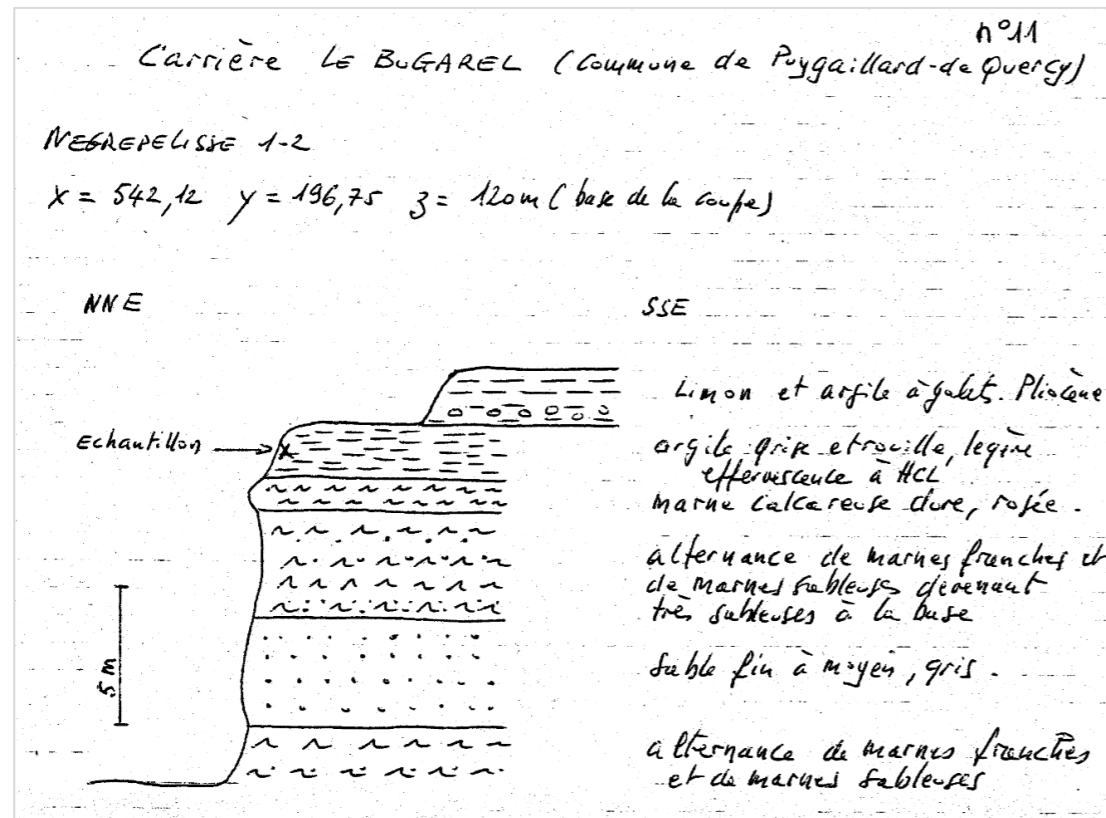 n°11
Carrière LE BUGAREL (Commune de Puygaillard-de Quercy)
NEGREPELISSE 1-2
x = 542,12 y = 196,75 z = 120m (base de la coupe)
NNE SSE
Limon et argile à galets. Pliocène
Echantillon
argile grise et rouille, legère
effervescence à HCL
marne calcareuse dure, rosée.
alternance de marnes franches et
de marnes sableuses devenant
très sableuses à la base
5 m
Sable fin à moyen, gris.
alternance de marnes franches
et de marnes sableuses